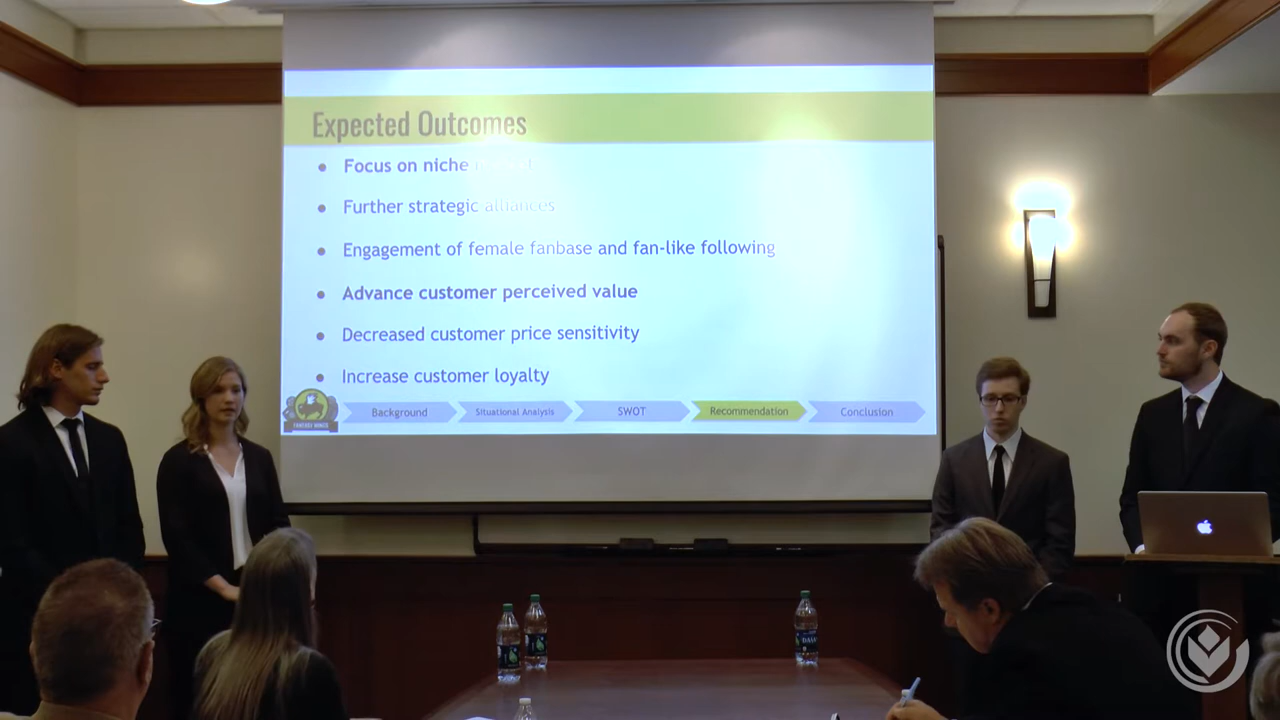 Expected Outcomes
Focus on niche
Further strategic alliances
Engagement of female fanbase and fan-like following
Advance customer perceived value
Decreased customer price sensitivity
Increase customer loyalty
Background
Situational Analysis
SWOT
Recommendation
Conclusion